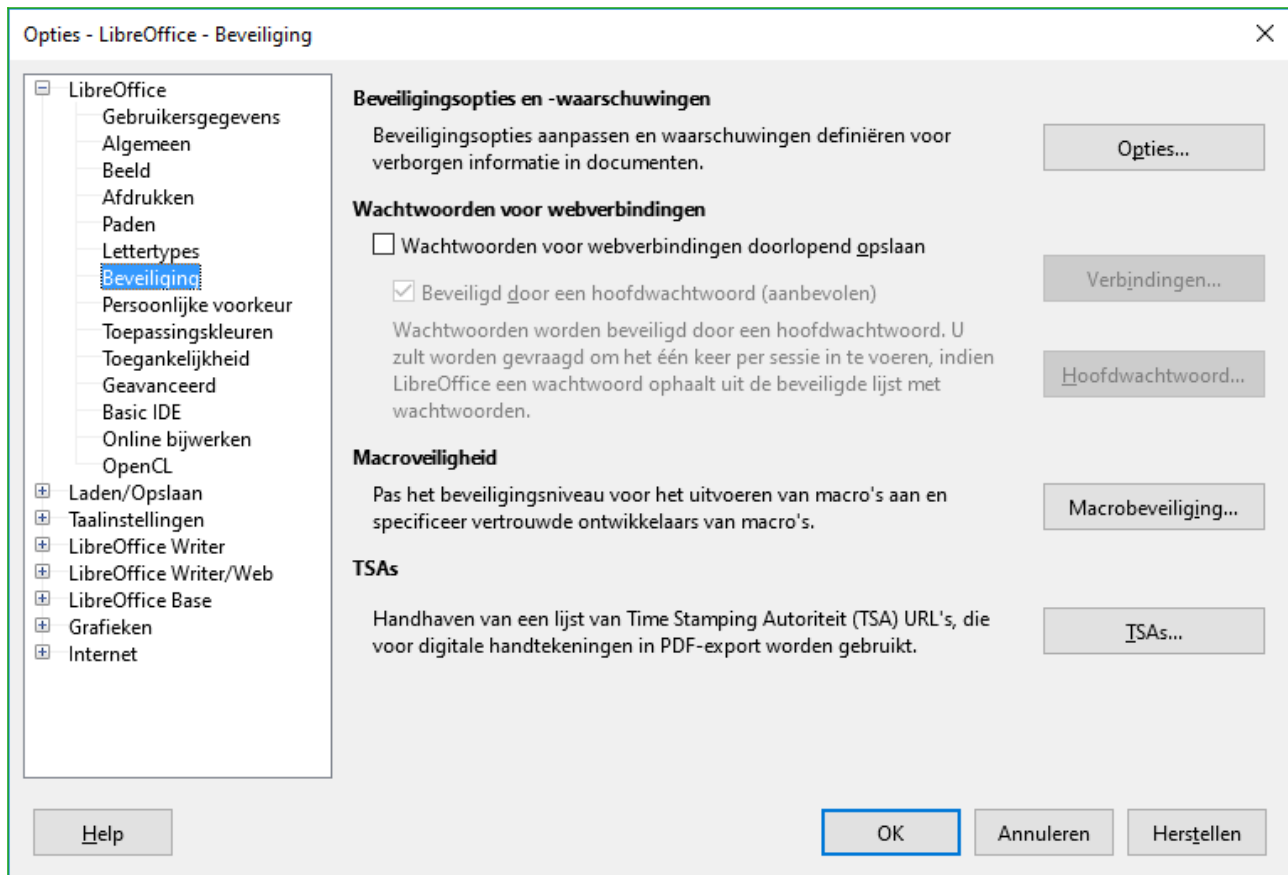 Opties - LibreOffice - Beveiliging
LibreOffice
Gebruikersgegevens
Algemeen
Beeld
Afdrukken
Paden
Lettertypes
Beveiliging
Persoonlijke voorkeur
Toepassingskleuren
Toegankelijkheid
Geavanceerd
Basic IDE
Online bijwerken
OpenCL
Laden/Opslaan
Taalinstellingen
LibreOffice Writer
LibreOffice Writer/Web
LibreOffice Base
Grafieken
Internet
Beveiligingsopties en -waarschuwingen
Beveiligingsopties aanpassen en waarschuwingen definiëren voor
verborgen informatie in documenten.
Opties...
Wachtwoorden voor webverbindingen
Wachtwoorden voor webverbindingen doorlopend opslaan
Verbindingen...
Beveiligd door een hoofdwachtwoord (aanbevolen)
Wachtwoorden worden beveiligd door een hoofdwachtwoord. U
zult worden gevraagd om het één keer per sessie in te voeren, indien
LibreOffice een wachtwoord ophaalt uit de beveiligde lijst met
wachtwoorden.
Hoofdwachtwoord...
Macroveiligheid
Pas het beveiligingsniveau voor het uitvoeren van macro's aan en
specificeer vertrouwde ontwikkelaars van macro's.
Macrobeveiliging...
TSAs
Handhaven van een lijst van Time Stamping Autoriteit (TSA) URL's, die
voor digitale handtekeningen in PDF-export worden gebruikt.
TSAs...
Help
OK
Annuleren
Herstellen